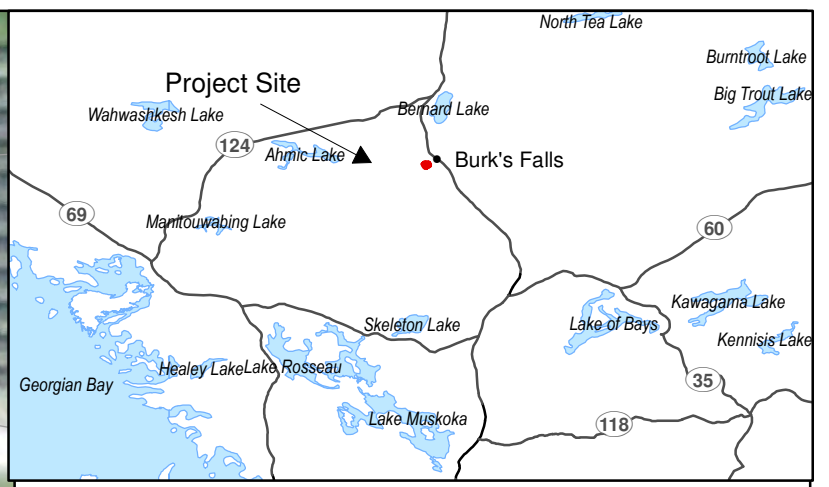 North Tea Lake
Burntroot Lake
Project Site
Big Trout Lake
Wahwashkesh Lake
Bernard Lake
124
Ahmic Lake
Burk's Falls
69
Manitouwabing Lake
60
Kawagama Lake
Skeleton Lake
Lake of Bays
Kennisis Lake
Healey Lake
Lake Rosseau
Georgian Bay
35
Lake Muskoka
118